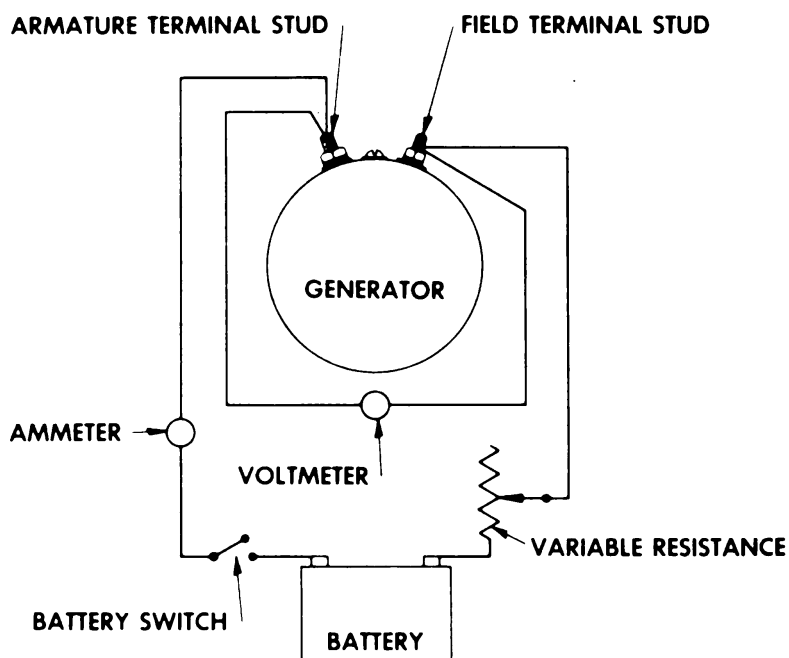 ARMATURE TERMINAL STUD
FIELD TERMINAL STUD
GENERATOR
AMMETER
VOLTMETER
VARIABLE RESISTANCE
BATTERY SWITCH
BATTERY